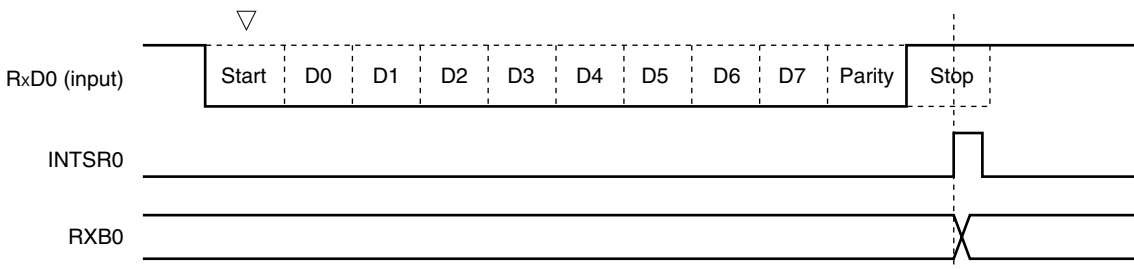 RxD0 (input) Start D0 D1 D2 D3 D4 D5 D6 D7 Parity Stop
INTSR0
RXB0